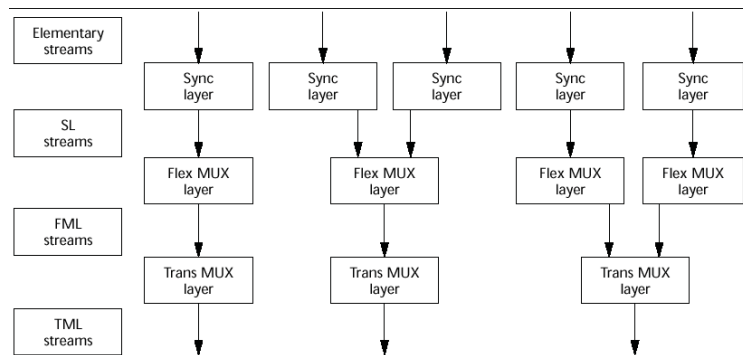 Elementary
streams
Sync
layer
Sync
layer
Sync
layer
Sync
layer
Sync
layer
SL
streams
Flex MUX
layer
Flex MUX
layer
Flex MUX
layer
Flex MUX
layer
FML
streams
Trans MUX
layer
Trans MUX
layer
Trans MUX
layer
TML
streams